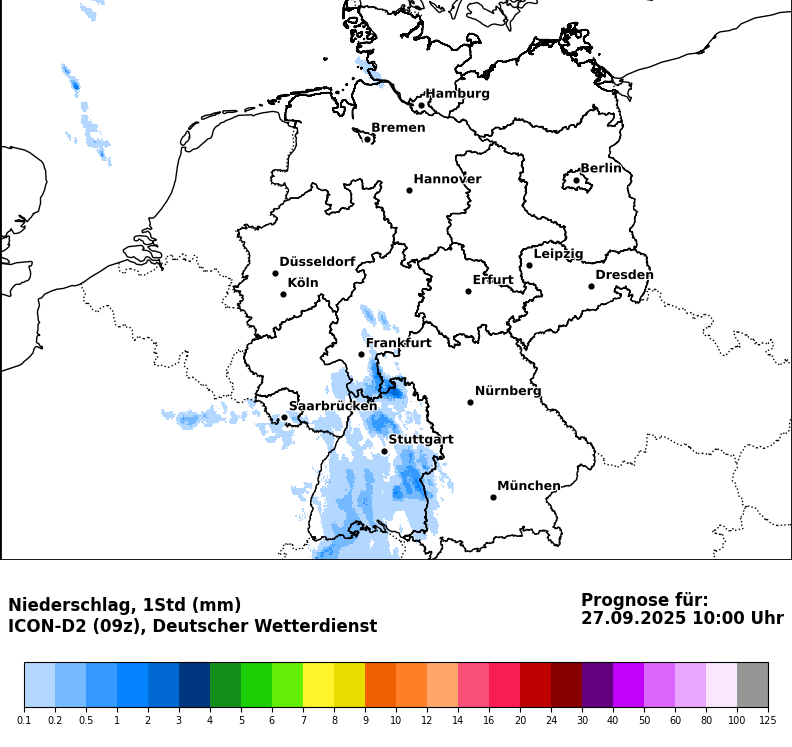 Hamburg
Bremen
Berlin
Hannover
Leipzig
Düsseldorf
Dresden
Köln
Erfurt
Frankfurt
Nürnberg
Saarbrücken
Stuttgart
München
Niederschlag, 1Std (mm)
ICON-D2 (09z), Deutscher Wetterdienst
Prognose für:
27.09.2025 10:00 Uhr
0.1 0.2 0.5 1 2 3 4 5 6 7 8 9 10 12 14 16 20 24 30 40 50 60 80 100 125